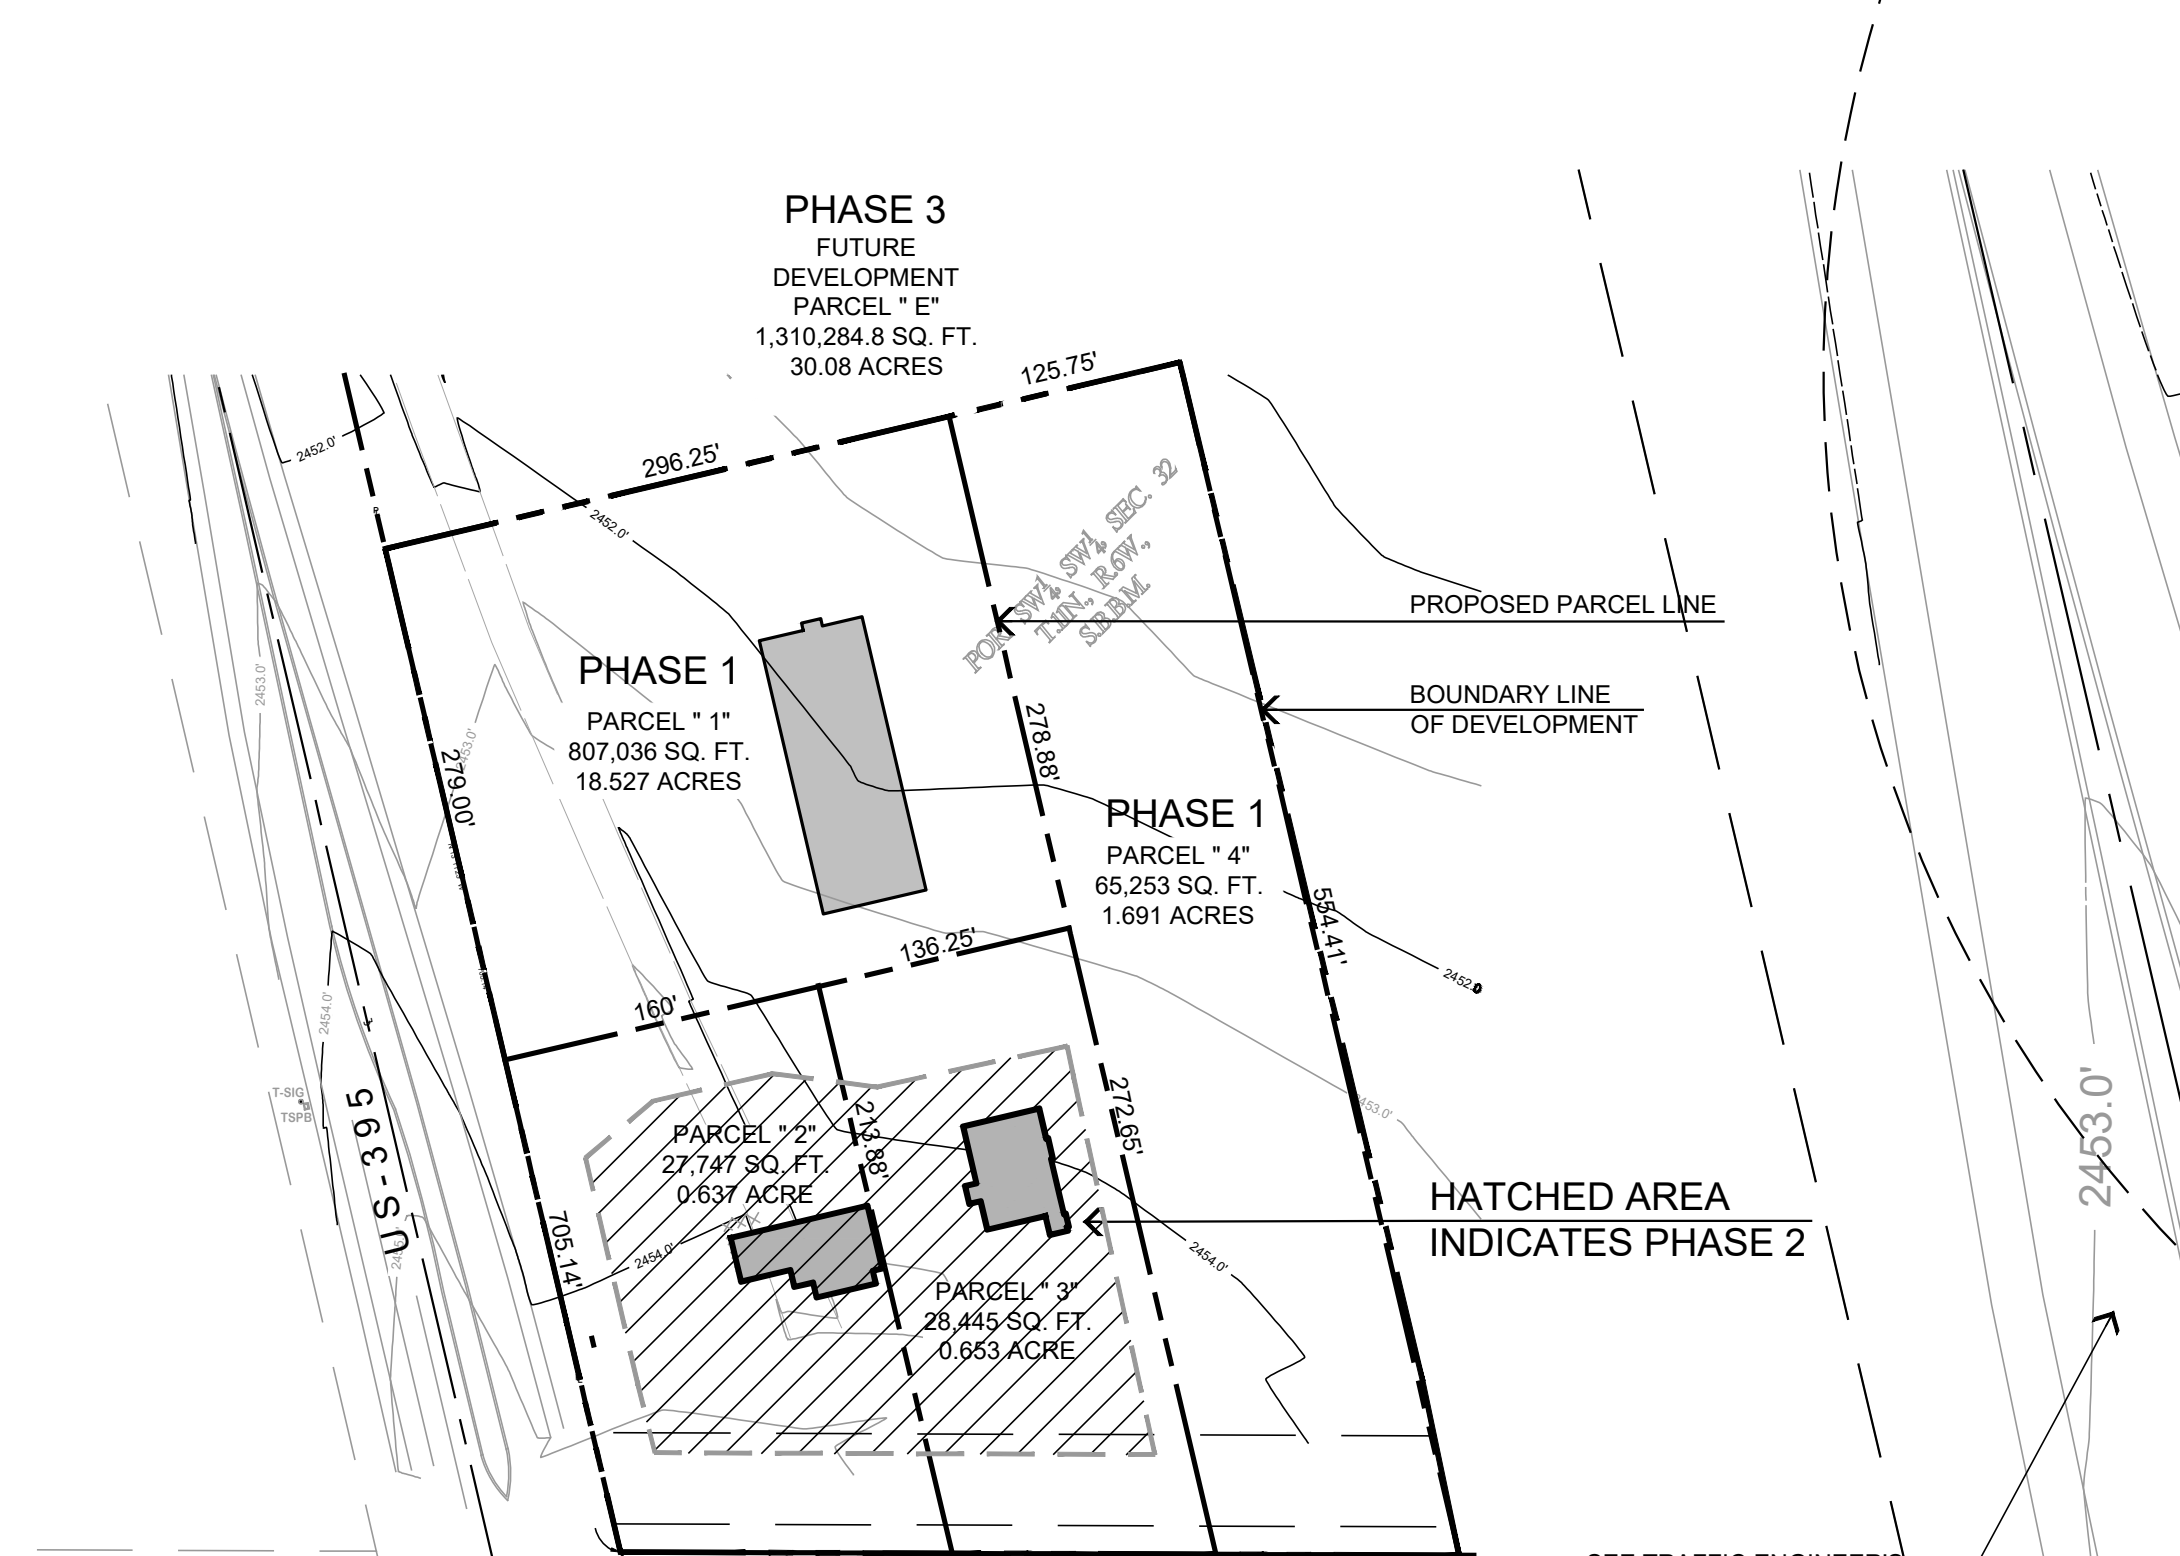 PHASE 3
FUTURE
DEVELOPMENT
PARCEL " E"
1,310,284.8 SQ. FT.
30.08 ACRES
125.75'
296.25'
2452.0'
2452.0'
PORT. SW¼, SW¼, SEC. 32
T.11N., R.6W.,
S.B.B.M.
PROPOSED PARCEL LINE
BOUNDARY LINE
OF DEVELOPMENT
PHASE 1
PARCEL " 1"
807,036 SQ. FT.
18.527 ACRES
2453.0'
2453.0'
279.00'
278.88'
PHASE 1
PARCEL " 4"
65,253 SQ. FT.
1.691 ACRES
554.41'
136.25'
160'
2454.0'
T-SIG
TSPB
US-395
2453.0'
2453.0'
PARCEL " 2"
27,747 SQ. FT.
0.637 ACRE
213.88'
272.65'
HATCHED AREA
INDICATES PHASE 2
705.14'
2454.0'
2454.0'
PARCEL " 3"
28,445 SQ. FT.
0.653 ACRE